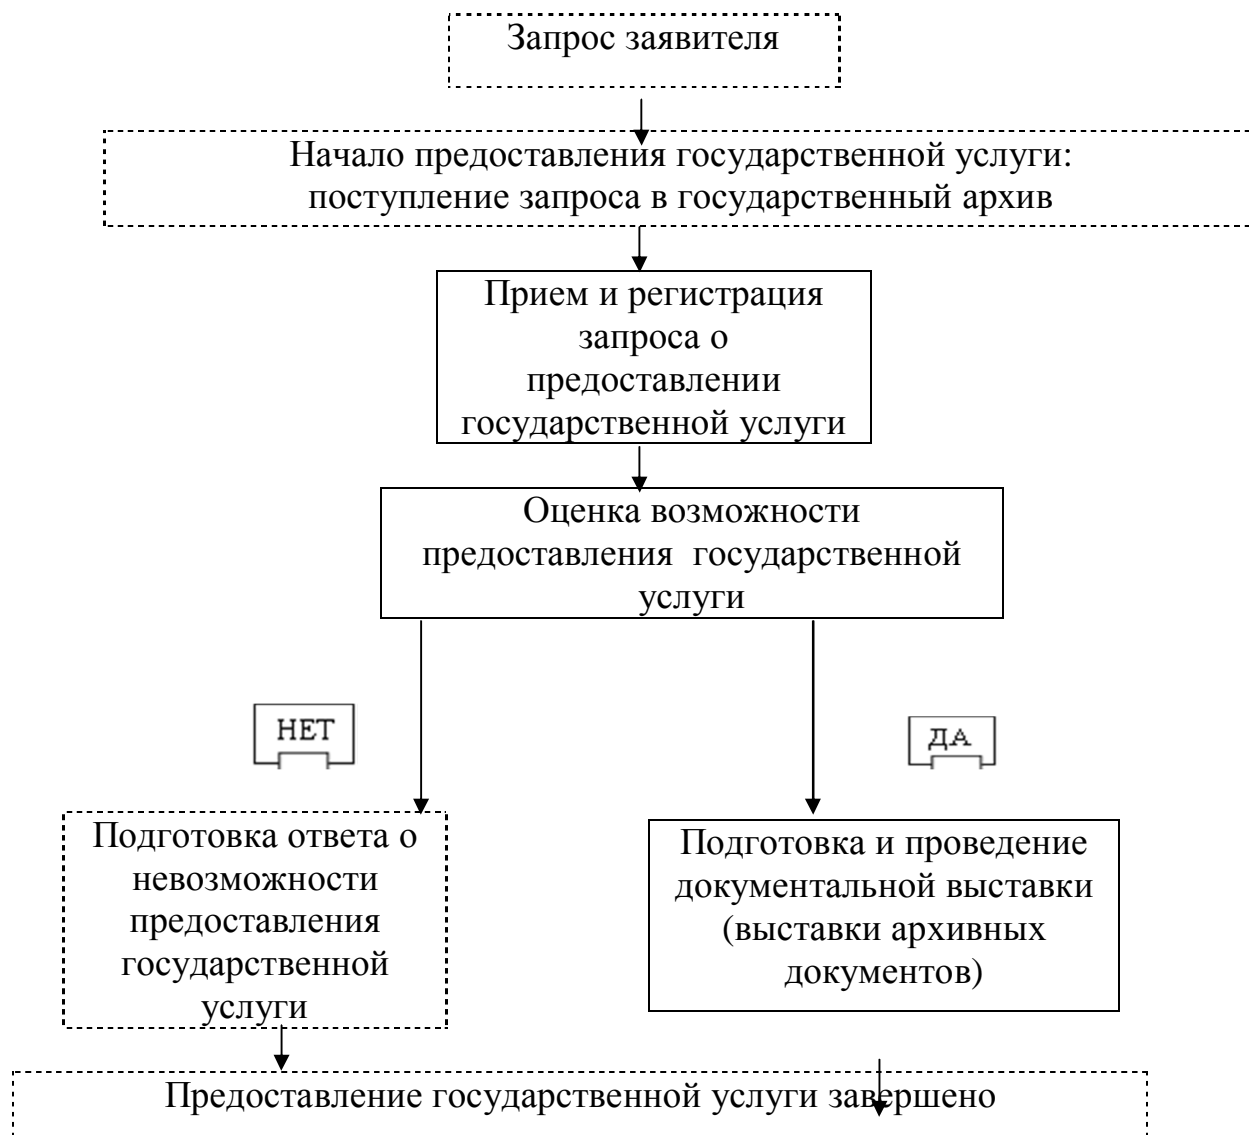 Запрос заявителя
Начало предоставления государственной услуги:
поступление запроса в государственный архив
Прием и регистрация
запроса о
предоставлении
государственной услуги
Оценка возможности
предоставления государственной
услуги
НЕТ
ДА
Подготовка ответа о
невозможности
предоставления
государственной
услуги
Подготовка и проведение
документальной выставки
(выставки архивных
документов)
Предоставление государственной услуги завершено